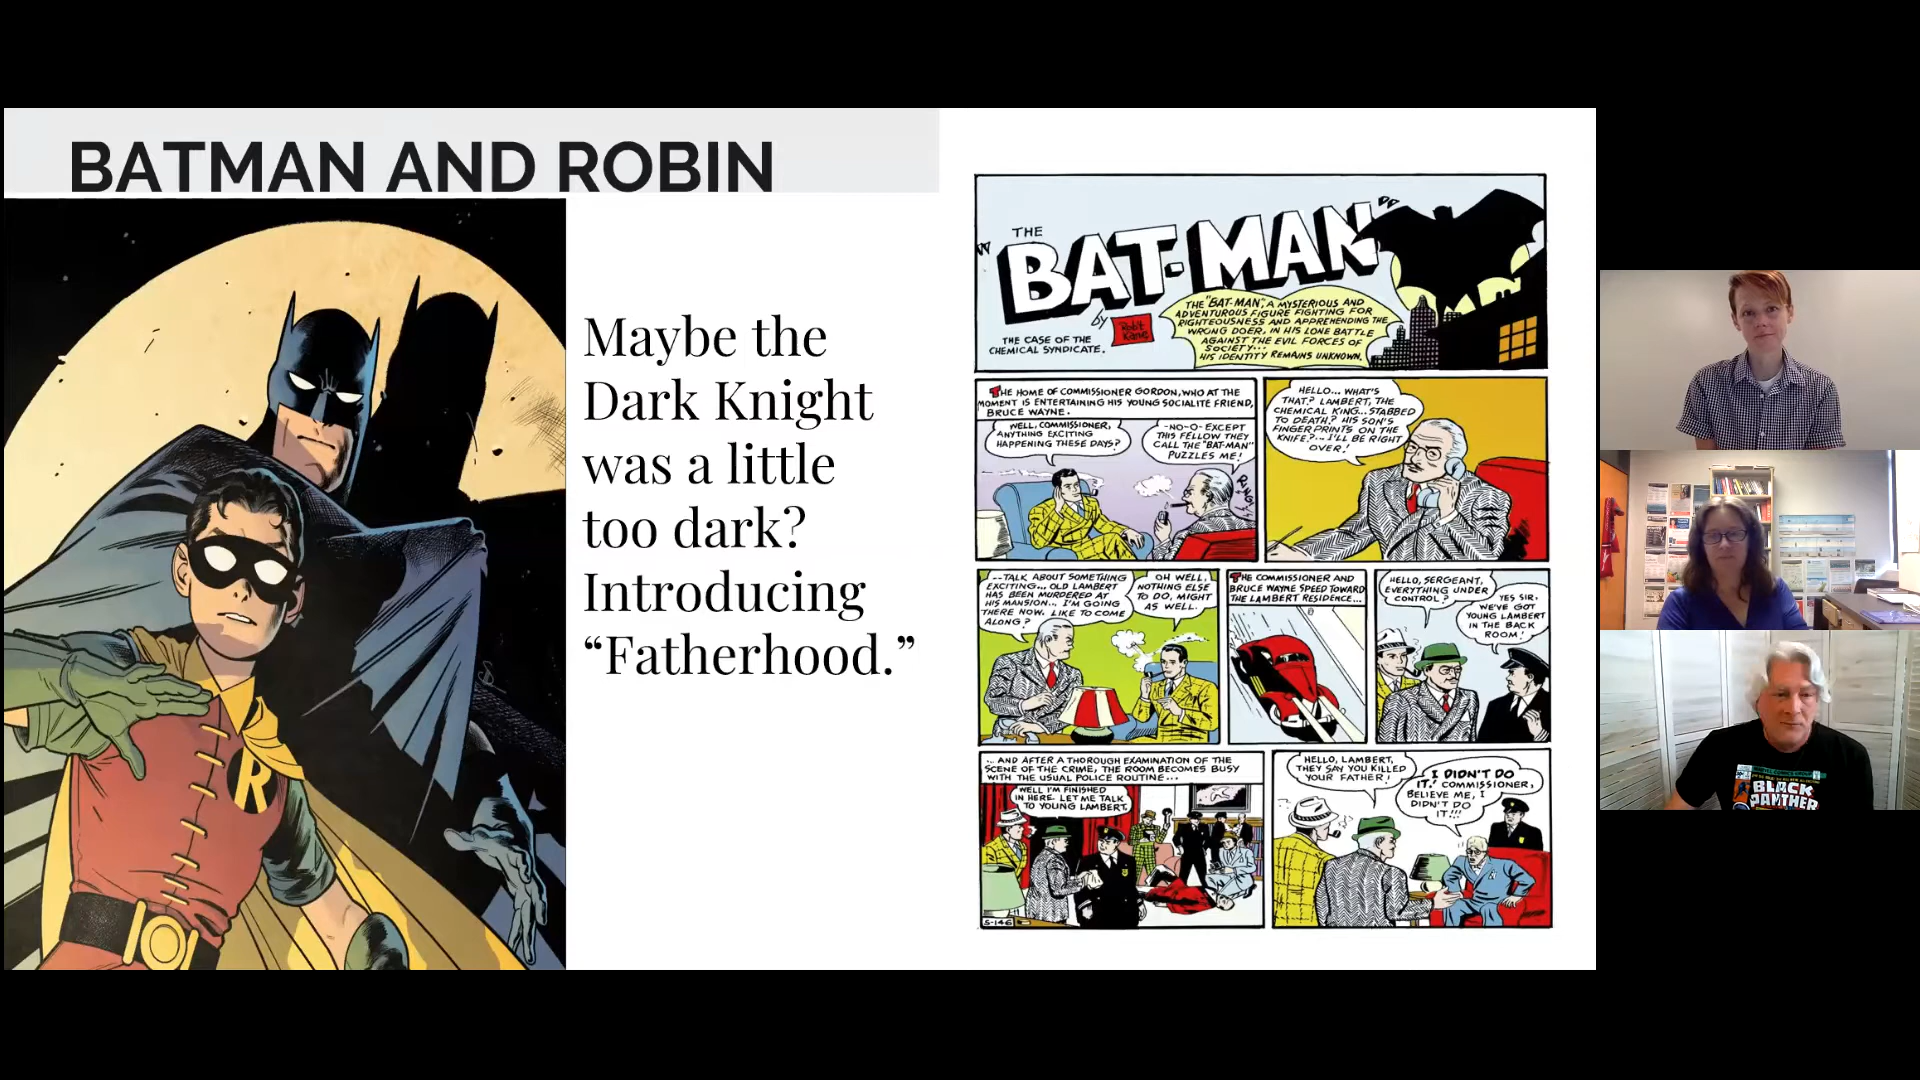 BATMAN AND ROBIN
Maybe the
Dark Knight
was a little
too dark?
Introducing
“Fatherhood.”
THE
"BAT-MAN"
by
Rob't
Kane
THE CASE OF THE
CHEMICAL SYNDICATE.
THE "BAT-MAN", A MYSTERIOUS AND
ADVENTUROUS FIGURE FIGHTING FOR
RIGHTEOUSNESS AND APPREHENDING THE
WRONG DOER, IN HIS LONE BATTLE
AGAINST THE EVIL FORCES OF
SOCIETY...
HIS IDENTITY REMAINS UNKNOWN.
THE HOME OF COMMISSIONER GORDON, WHO AT THE
MOMENT IS ENTERTAINING HIS YOUNG SOCIALITE FRIEND,
BRUCE WAYNE.
WELL, COMMISSIONER,
ANYTHING EXCITING
HAPPENING THESE DAYS?
-NO-O- EXCEPT
THIS FELLOW THEY
CALL THE "BAT-MAN"
PUZZLES ME!
RING
HELLO... WHAT'S
THAT? LAMBERT, THE
CHEMICAL KING... STABBED
TO DEATH? HIS SON'S
FINGERPRINTS ON THE
KNIFE?... I'LL BE RIGHT
OVER!
--TALK ABOUT SOMETHING
EXCITING... OLD LAMBERT
HAS BEEN MURDERED AT
HIS MANSION... I'M GOING
THERE NOW. LIKE TO COME
ALONG?
OH WELL,
NOTHING ELSE
TO DO, MIGHT
AS WELL.
THE COMMISSIONER AND
BRUCE WAYNE SPEED TOWARD
THE LAMBERT RESIDENCE...
HELLO, SERGEANT,
EVERYTHING UNDER
CONTROL?
YES SIR,
WE'VE GOT
YOUNG LAMBERT
IN THE BACK
ROOM!
... AND AFTER A THOROUGH EXAMINATION OF THE
SCENE OF THE CRIME, THE ROOM BECOMES BUSY
WITH THE USUAL POLICE ROUTINE...
WELL I'M FINISHED
IN HERE. LET ME TALK
TO YOUNG LAMBERT.
HELLO, LAMBERT,
THEY SAY YOU KILLED
YOUR FATHER!
I DIDN'T DO
IT! COMMISSIONER,
BELIEVE ME, I
DIDN'T DO
IT!!!
S-146
R
BLACK
PANTHER